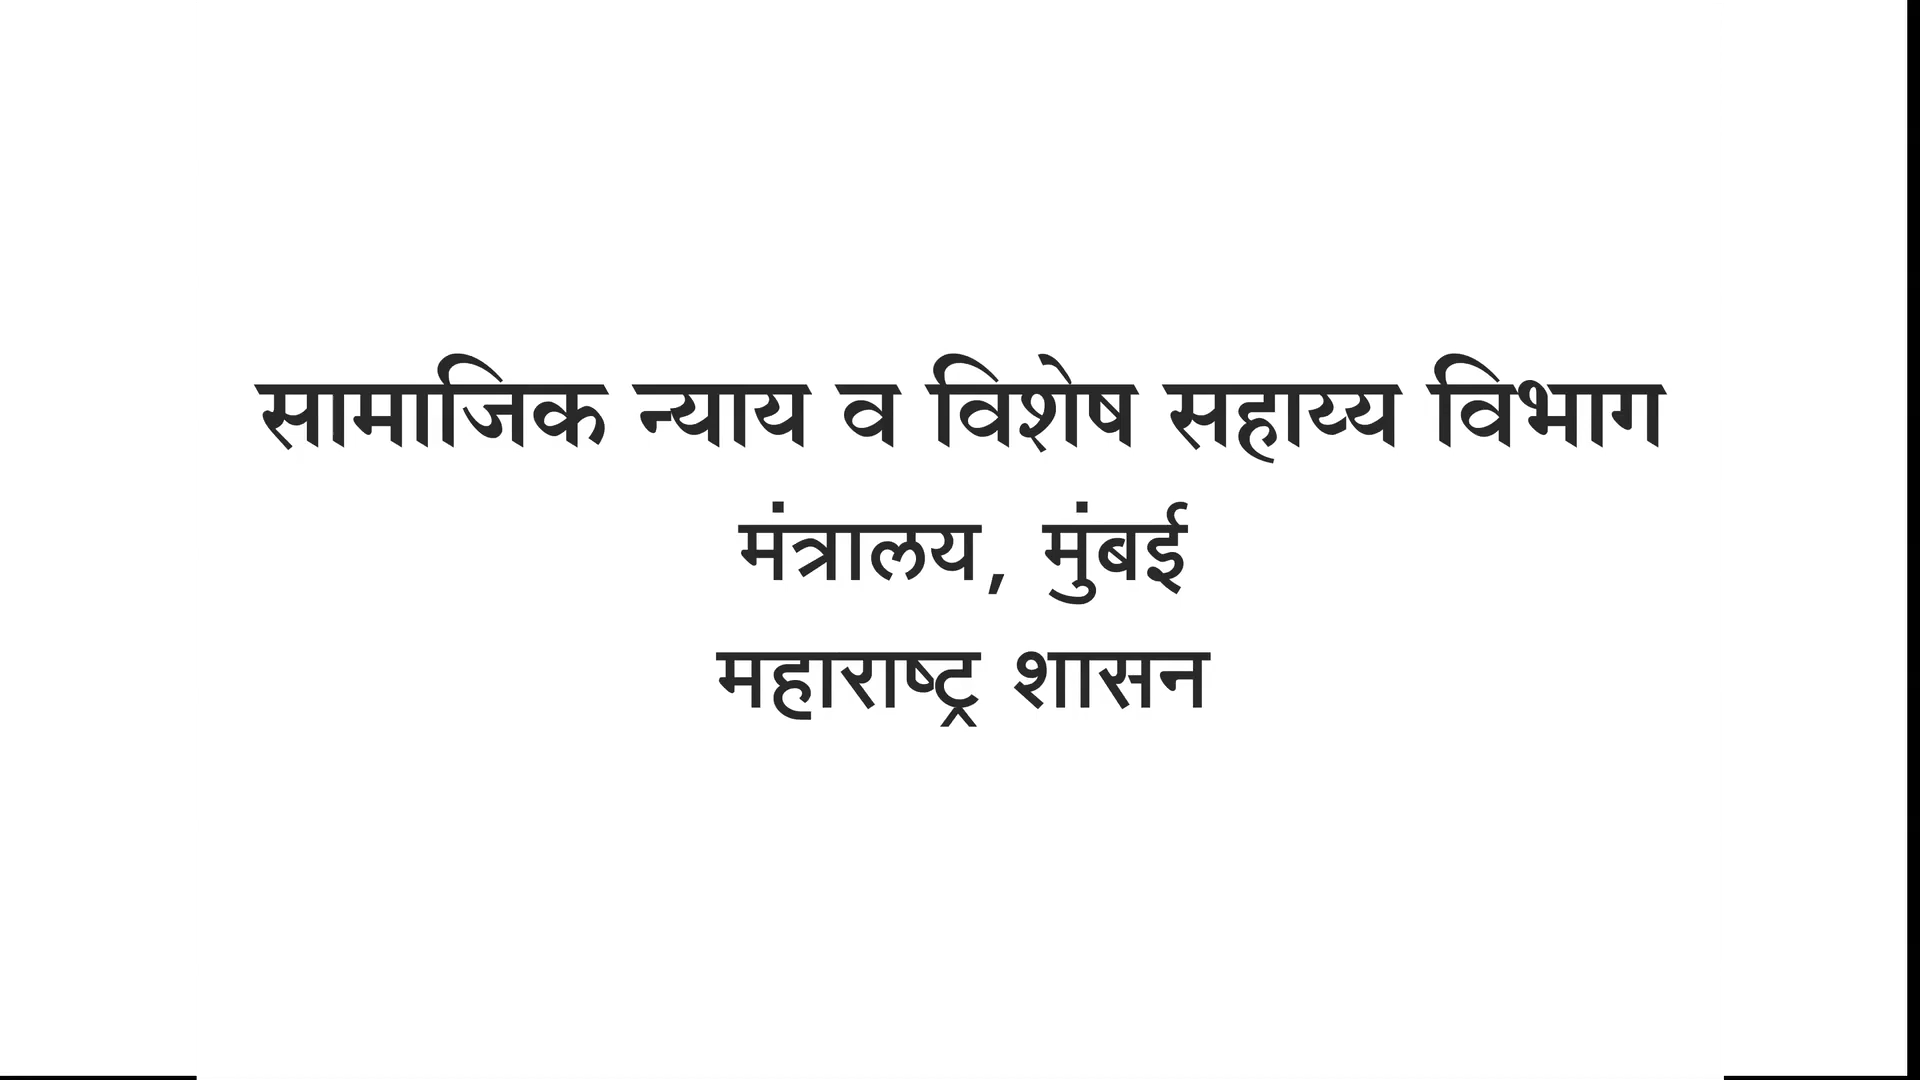 सामाजिक न्याय व विशेष सहाय्य विभाग
मंत्रालय, मुंबई
महाराष्ट्र शासन